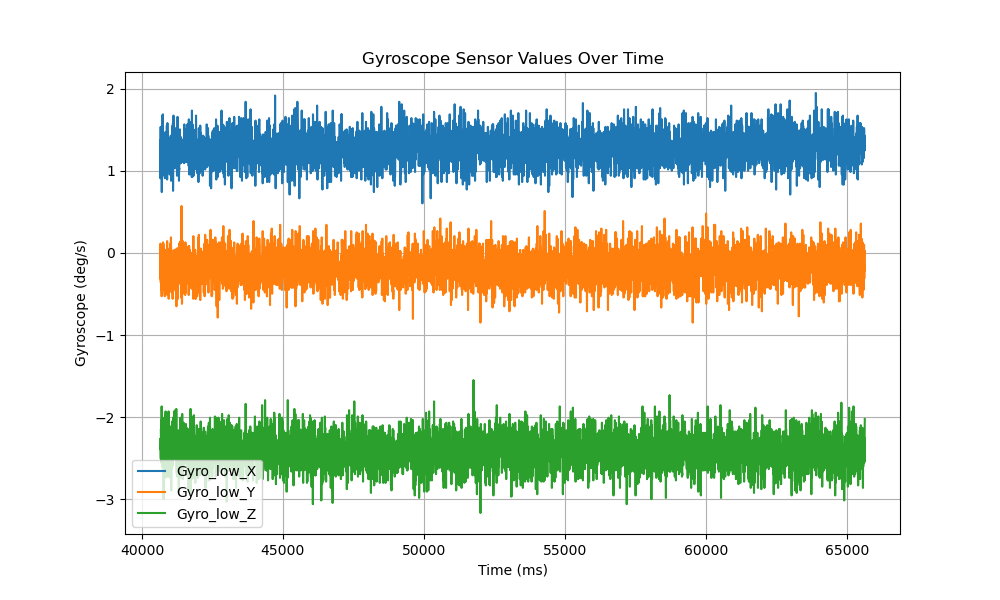 Gyroscope Sensor Values Over Time
2
1
0
−1
−2
−3
Gyroscope (deg/s)
Gyro_low_X
Gyro_low_Y
Gyro_low_Z
40000 45000 50000 55000 60000 65000
Time (ms)